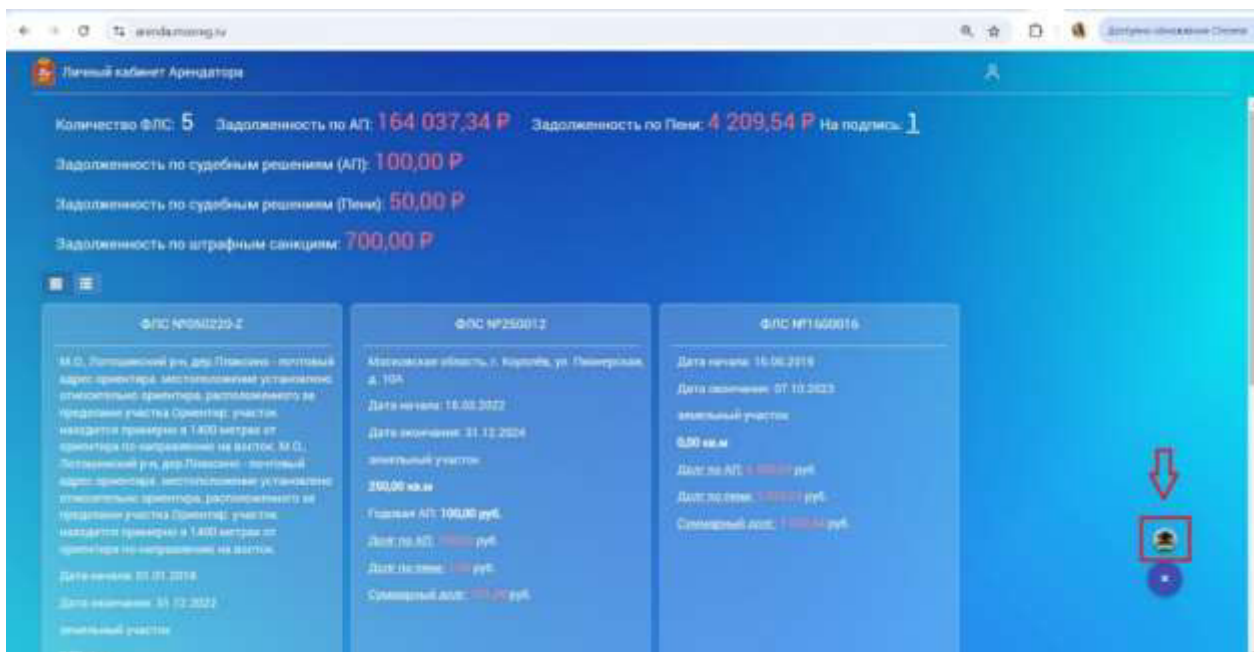 arenda.mosreg.ru
Доступно обновление Chrome
Личный кабинет Арендатора
Количество ФЛС: 5 Задолженность по АП: 164 037,34 ₽ Задолженность по Пени: 4 209,54 ₽ На подпись: 1
Задолженность по судебным решениям (АП): 100,00 ₽
Задолженность по судебным решениям (Пени): 50,00 ₽
Задолженность по штрафным санкциям: 700,00 ₽
ФЛС №050220-Z
М.О., Лотошинский р-н, дер.Плаксино - почтовый
адрес ориентира, местоположение установлено
относительно ориентира, расположенного за
пределами участка.Ориентир: участок
находится примерно в 1400 метрах от
ориентира по направлению на восток. М.О.,
Лотошинский р-н, дер.Плаксино - почтовый
адрес ориентира, местоположение установлено
относительно ориентира, расположенного за
пределами участка.Ориентир: участок
находится примерно в 1400 метрах от
ориентира по направлению на восток.
Дата начала: 01.01.2018
Дата окончания: 31.12.2022
земельный участок
ФЛС №250012
Московская область, г. Королёв, ул. Пионерская,
д. 10А
Дата начала: 18.08.2022
Дата окончания: 31.12.2024
земельный участок
250,00 кв.м
Годовая АП: 100,00 руб.
Долг по АП: руб.
Долг по пени: руб.
Суммарный долг: руб.
ФЛС №1600016
Дата начала: 16.06.2019
Дата окончания: 07.10.2023
земельный участок
0,00 кв.м
Долг по АП: руб.
Долг по пени: руб.
Суммарный долг: руб.